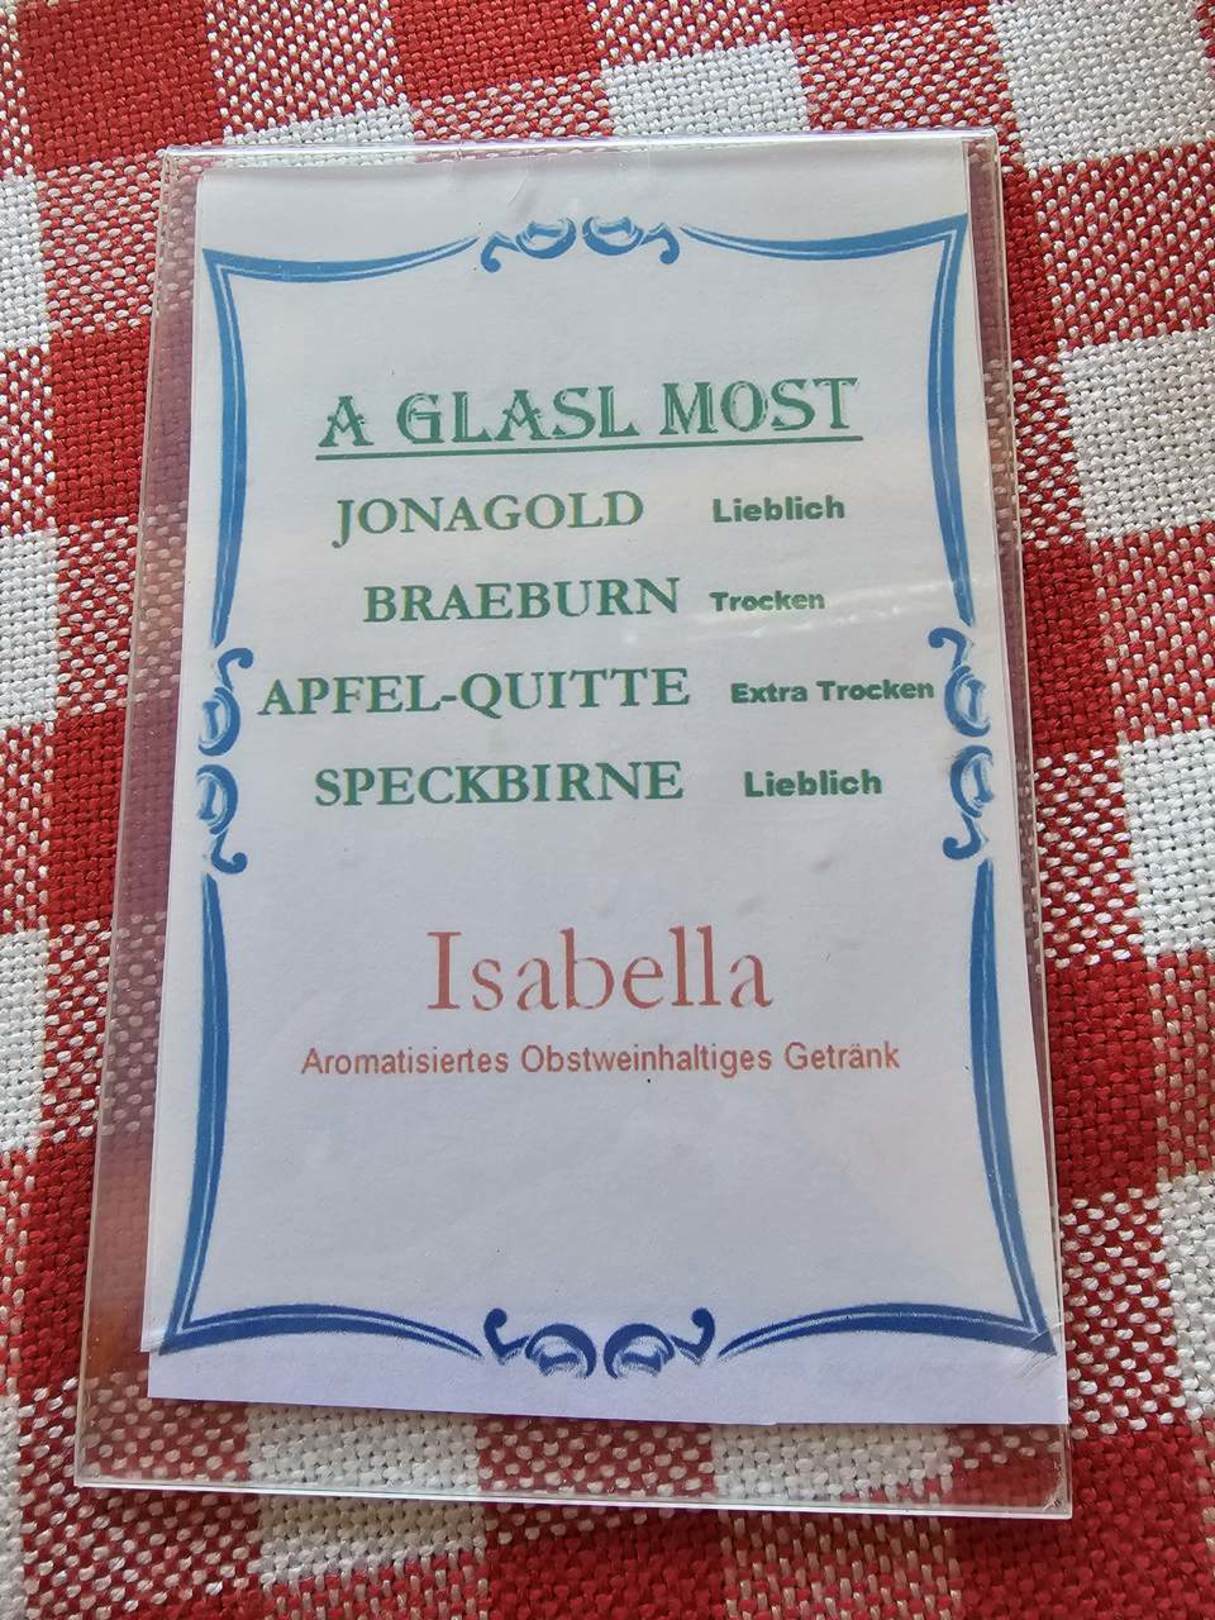 A GLASL MOST
JONAGOLD Lieblich
BRAEBURN Trocken
APFEL-QUITTE Extra Trocken
SPECKBIRNE Lieblich
Isabella
Aromatisiertes Obstweinhaltiges Getränk